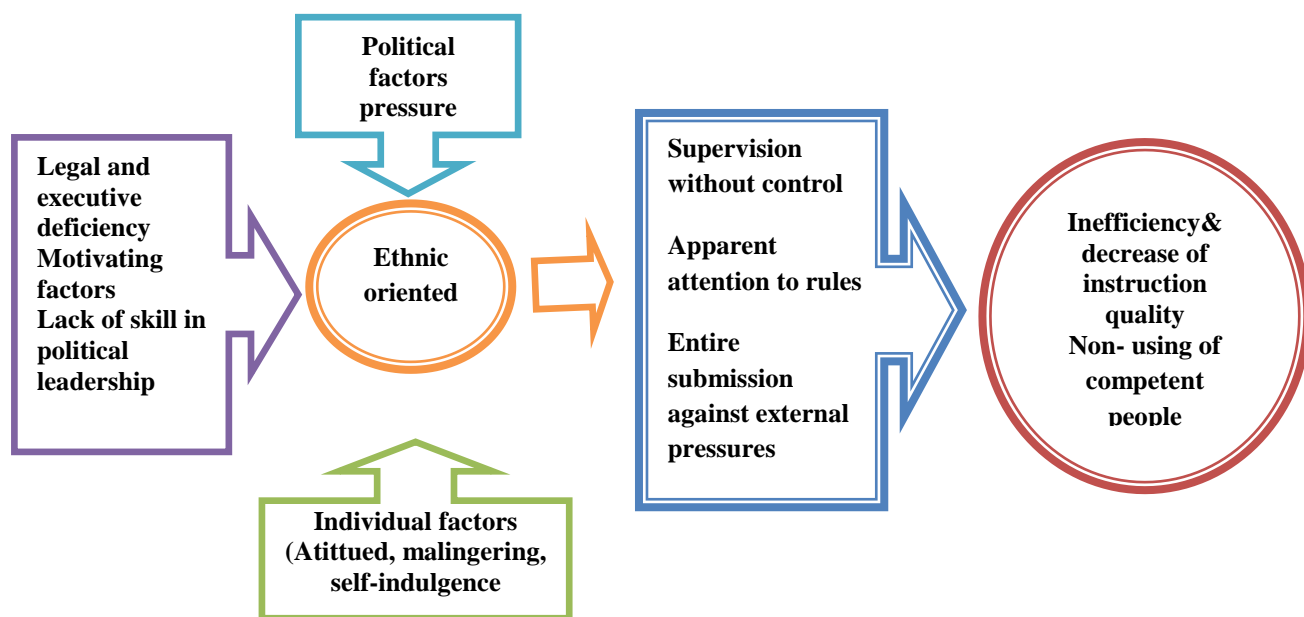 Political
factors
pressure
Legal and
executive
deficiency
Motivating
factors
Lack of skill in
political
leadership
Ethnic
oriented
Individual factors
(Atittued, malingering,
self-indulgence
Supervision
without control
Apparent
attention to rules
Entire
submission
against external
pressures
Inefficiency&
decrease of
instruction
quality
Non- using of
competent
people